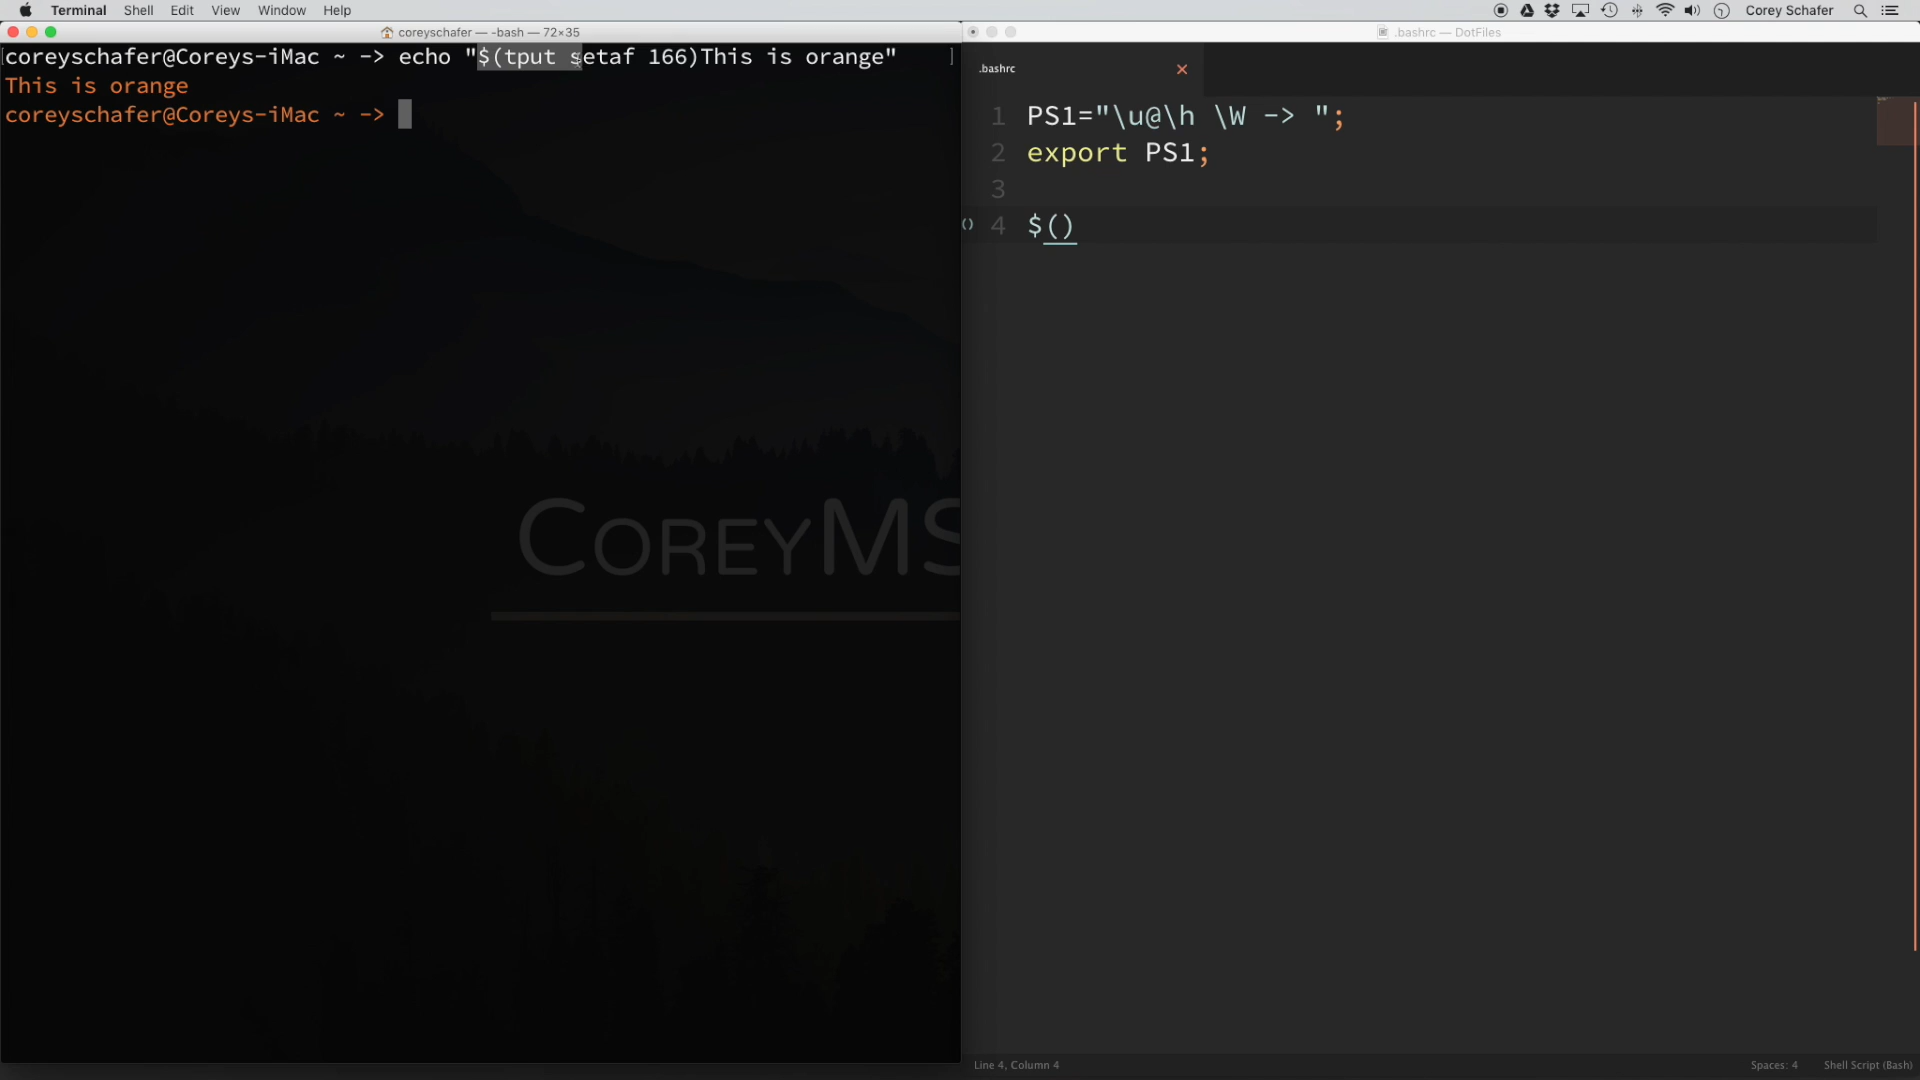 Terminal Shell Edit View Window Help Corey Schafer
coreyschafer — -bash — 72×35
.bashrc — DotFiles
coreyschafer@Coreys-iMac ~ -> echo "$(tput setaf 166)This is orange"
This is orange
coreyschafer@Coreys-iMac ~ ->
COREYMS
.bashrc
1 PS1="\u@\h \W -> ";
2 export PS1;
3
4 $()
Line 4, Column 4
Spaces: 4
Shell Script (Bash)